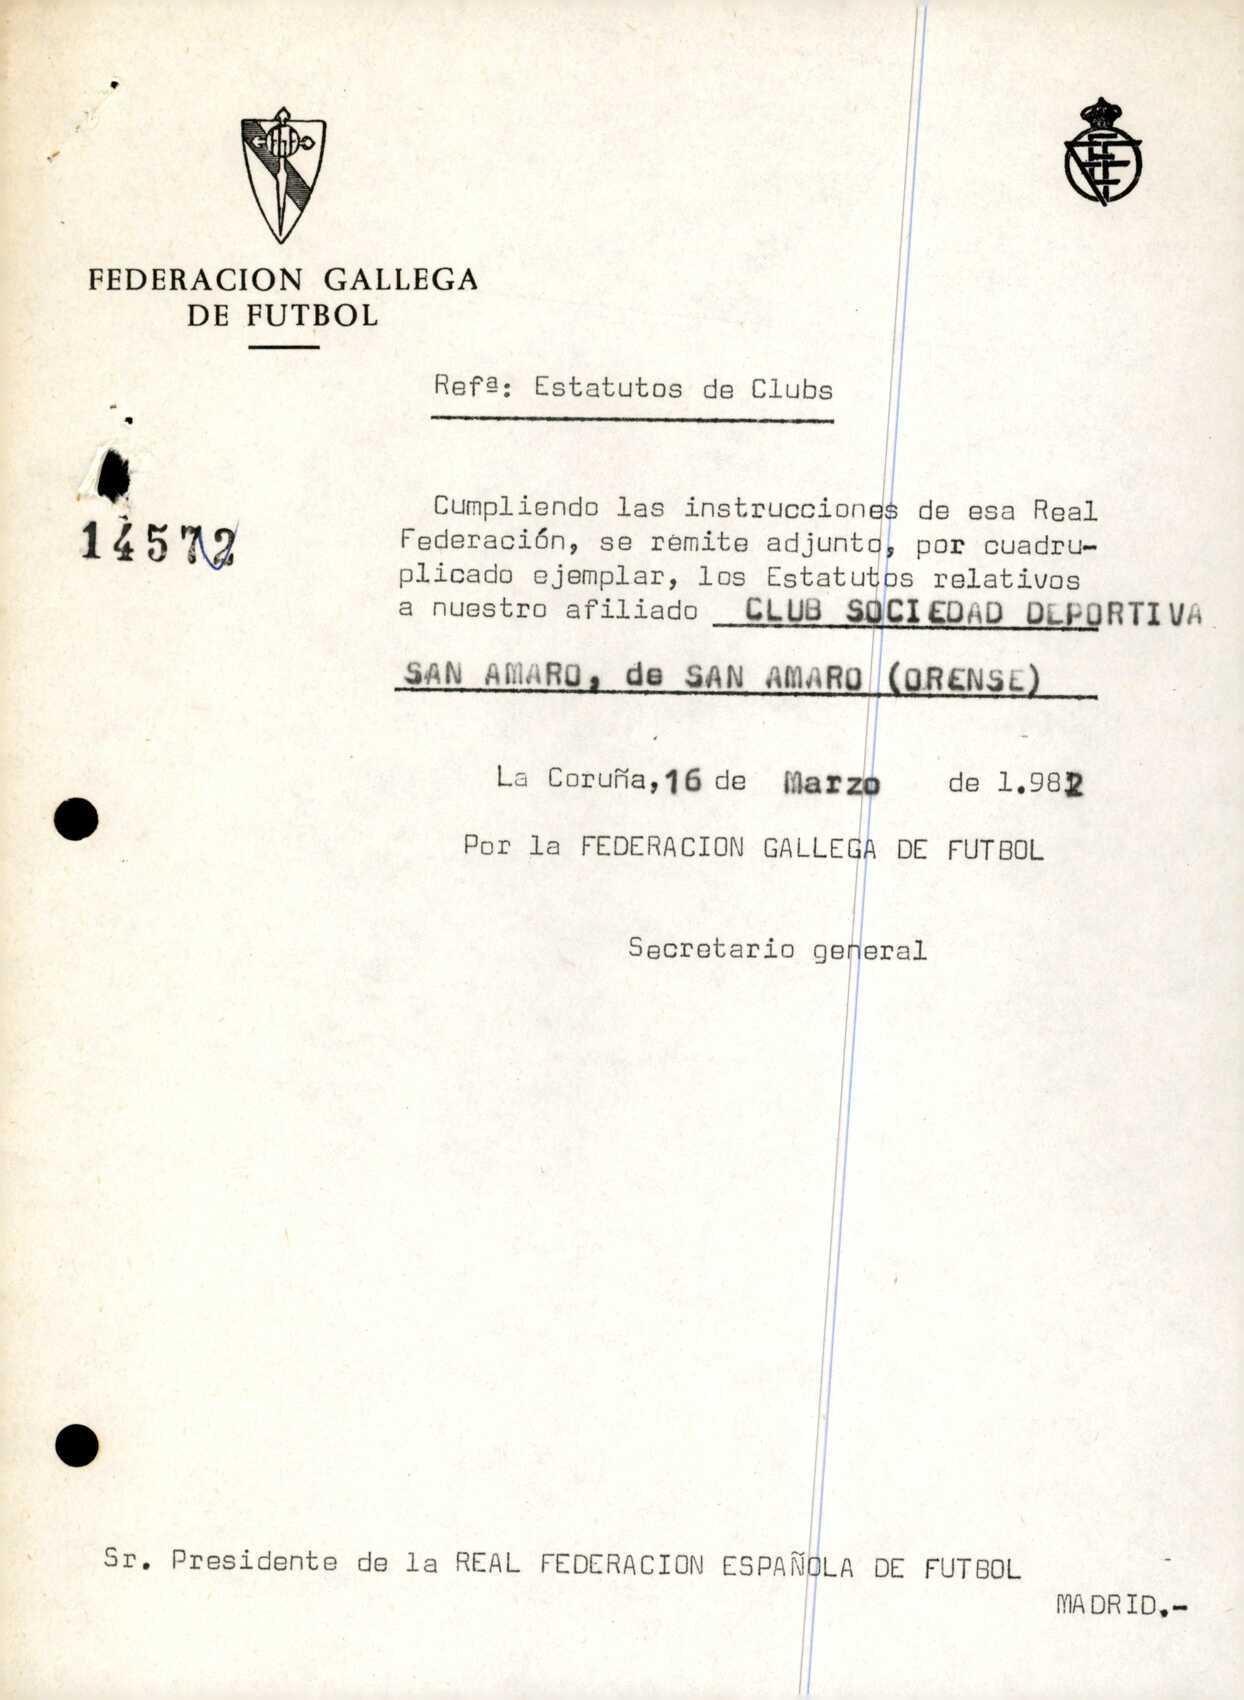 FEDERACION GALLEGA
DE FUTBOL
Refª: Estatutos de Clubs
14572
Cumpliendo las instrucciones de esa Real
Federación, se remite adjunto, por cuadru-
plicado ejemplar, los Estatutos relativos
a nuestro afiliado CLUB SOCIEDAD DEPORTIVA
SAN AMARO, de SAN AMARO (ORENSE)
La Coruña, 16 de Marzo de 1.982
Por la FEDERACION GALLEGA DE FUTBOL
Secretario general
Sr. Presidente de la REAL FEDERACION ESPAÑOLA DE FUTBOL
MADRID.-